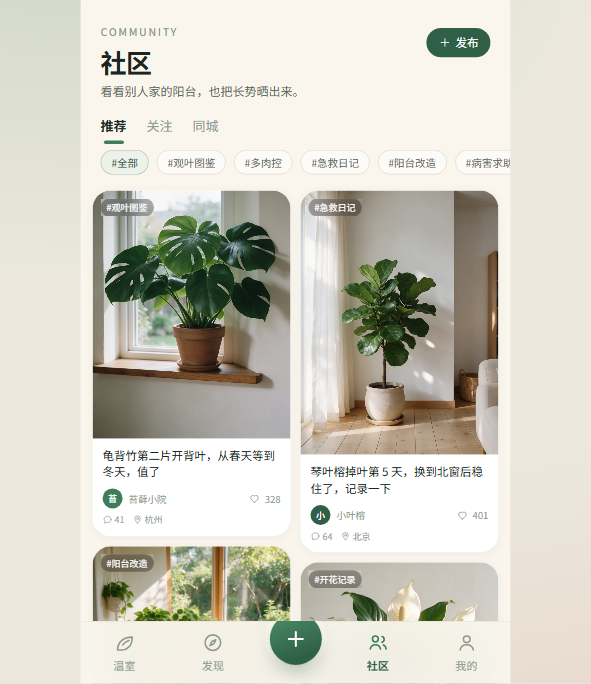 COMMUNITY
社区
看看别人家的阳台，也把长势晒出来。
发布
推荐 关注 同城
#全部 #观叶图鉴 #多肉控 #急救日记 #阳台改造 #病害求助
#观叶图鉴
龟背竹第二片开背叶，从春天等到
冬天，值了
苔 苔藓小院 328
41 杭州
#急救日记
琴叶榕掉叶第 5 天，换到北窗后稳
住了，记录一下
小 小叶榕 401
64 北京
#阳台改造
#开花记录
温室 发现 社区 我的